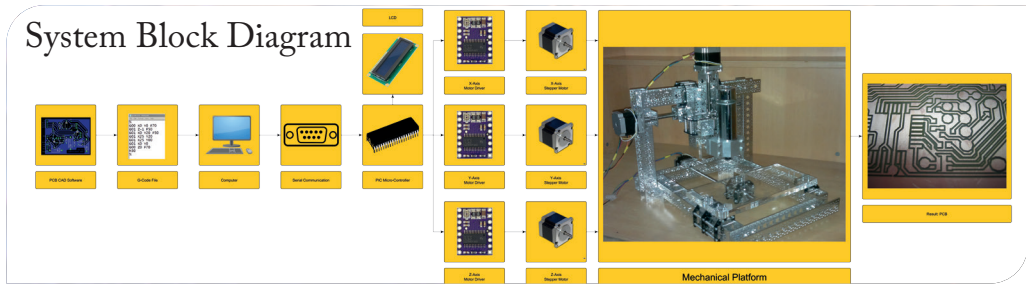 System Block Diagram
LCD
X-Axis
Motor Driver
X-Axis
Stepper Motor
PCB CAD Software
G-Code File
Computer
Serial Communication
PIC Micro-Controller
Y-Axis
Motor Driver
Y-Axis
Stepper Motor
Result PCB
Z-Axis
Motor Driver
Z-Axis
Stepper Motor
Mechanical Platform